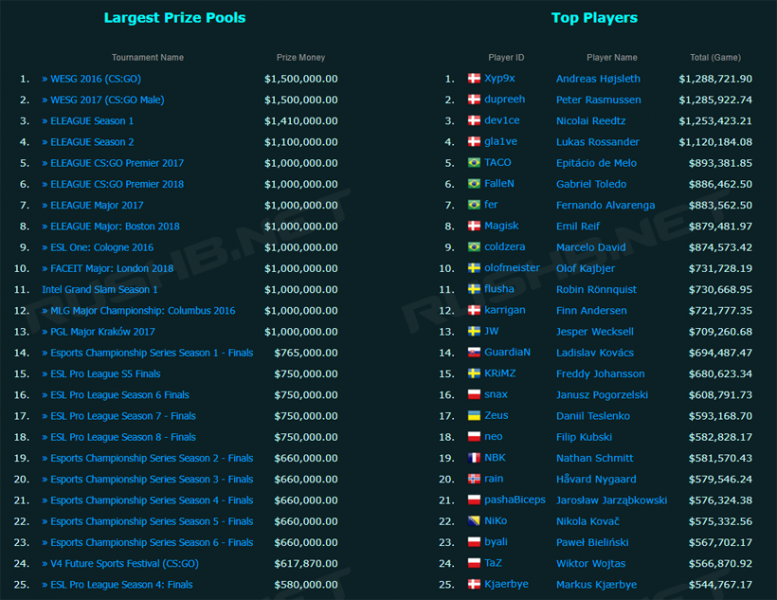 Largest Prize Pools
Tournament Name Prize Money
1. » WESG 2016 (CS:GO) $1,500,000.00
2. » WESG 2017 (CS:GO Male) $1,500,000.00
3. » ELEAGUE Season 1 $1,410,000.00
4. » ELEAGUE Season 2 $1,100,000.00
5. » ELEAGUE CS:GO Premier 2017 $1,000,000.00
6. » ELEAGUE CS:GO Premier 2018 $1,000,000.00
7. » ELEAGUE Major 2017 $1,000,000.00
8. » ELEAGUE Major: Boston 2018 $1,000,000.00
9. » ESL One: Cologne 2016 $1,000,000.00
10. » FACEIT Major: London 2018 $1,000,000.00
11. Intel Grand Slam Season 1 $1,000,000.00
12. » MLG Major Championship: Columbus 2016 $1,000,000.00
13. » PGL Major Kraków 2017 $1,000,000.00
14. » Esports Championship Series Season 1 - Finals $765,000.00
15. » ESL Pro League S5 Finals $750,000.00
16. » ESL Pro League Season 6 Finals $750,000.00
17. » ESL Pro League Season 7 - Finals $750,000.00
18. » ESL Pro League Season 8 - Finals $750,000.00
19. » Esports Championship Series Season 2 - Finals $660,000.00
20. » Esports Championship Series Season 3 - Finals $660,000.00
21. » Esports Championship Series Season 4 - Finals $660,000.00
22. » Esports Championship Series Season 5 - Finals $660,000.00
23. » Esports Championship Series Season 6 - Finals $660,000.00
24. » V4 Future Sports Festival (CS:GO) $617,870.00
25. » ESL Pro League Season 4: Finals $580,000.00
Top Players
Player ID Player Name Total (Game)
1. Xyp9x Andreas Højsleth $1,288,721.90
2. dupreeh Peter Rasmussen $1,285,922.74
3. dev1ce Nicolai Reedtz $1,253,423.21
4. gla1ve Lukas Rossander $1,120,184.08
5. TACO Epitácio de Melo $893,381.85
6. FalleN Gabriel Toledo $886,462.50
7. fer Fernando Alvarenga $883,562.50
8. Magisk Emil Reif $879,481.97
9. coldzera Marcelo David $874,573.42
10. olofmeister Olof Kajbjer $731,728.19
11. flusha Robin Rönnquist $730,668.95
12. karrigan Finn Andersen $721,777.35
13. JW Jesper Wecksell $709,260.68
14. GuardiaN Ladislav Kovács $694,487.47
15. KRiMZ Freddy Johansson $680,623.34
16. snax Janusz Pogorzelski $608,791.73
17. Zeus Daniil Teslenko $593,168.70
18. neo Filip Kubski $582,828.17
19. NBK Nathan Schmitt $581,570.43
20. rain Håvard Nygaard $579,546.24
21. pashaBiceps Jarosław Jarząbkowski $576,324.38
22. NiKo Nikola Kovač $575,332.56
23. byali Paweł Bieliński $567,702.17
24. TaZ Wiktor Wojtas $566,870.92
25. Kjaerbye Markus Kjærbye $544,767.17
RUSHB.NET
RUSHB.NET